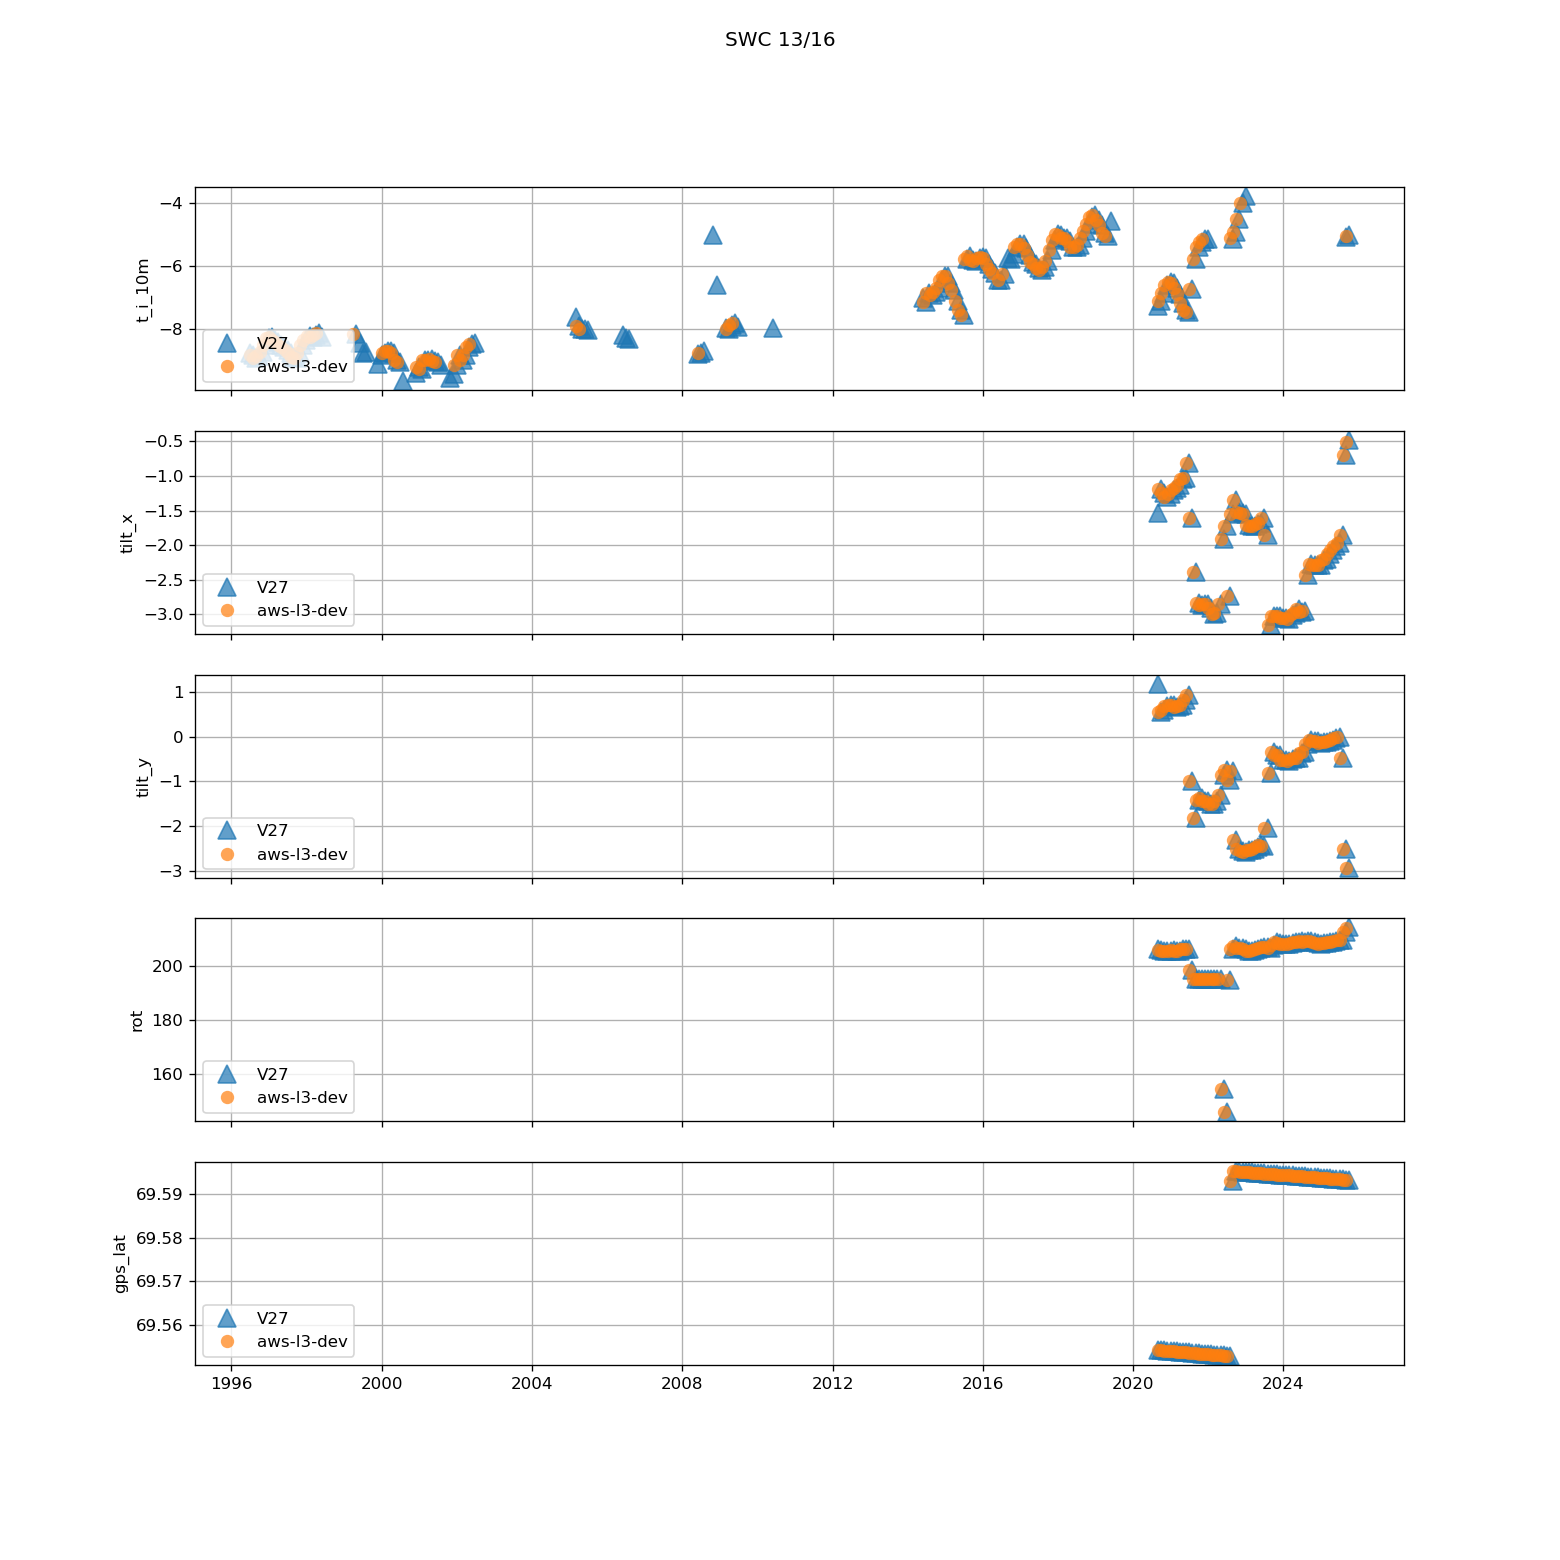 SWC 13/16
−4
−6
−8
t_i_10m
V27
aws-l3-dev
−0.5
−1.0
−1.5
−2.0
−2.5
−3.0
tilt_x
V27
aws-l3-dev
1
0
−1
−2
−3
tilt_y
V27
aws-l3-dev
200
180
160
rot
V27
aws-l3-dev
69.59
69.58
69.57
69.56
gps_lat
V27
aws-l3-dev
1996 2000 2004 2008 2012 2016 2020 2024